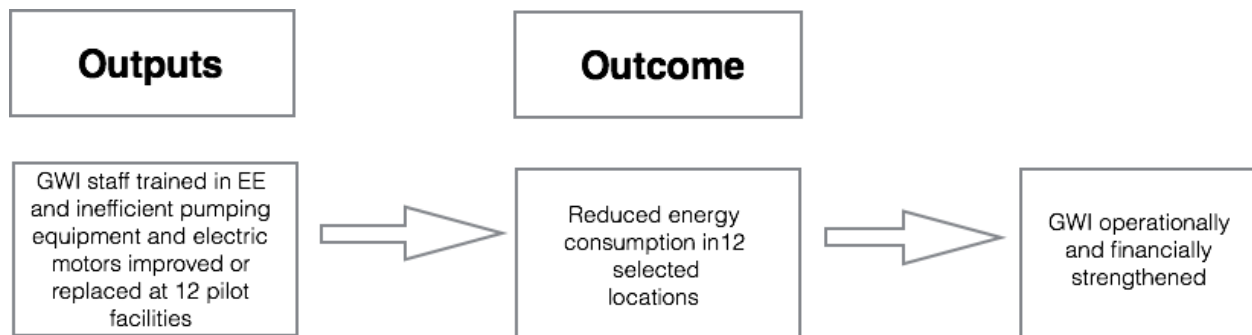 Outputs
Outcome
GWI staff trained in EE
and inefficient pumping
equipment and electric
motors improved or
replaced at 12 pilot
facilities
Reduced energy
consumption in12
selected
locations
GWI operationally
and financially
strengthened